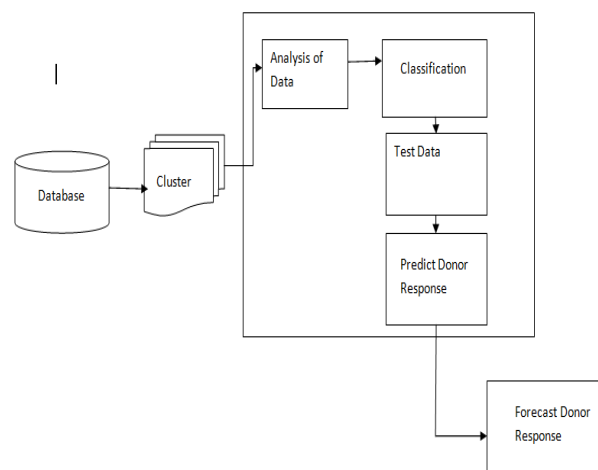 Database
Cluster
Analysis of
Data
Classification
Test Data
Predict Donor
Response
Forecast Donor
Response